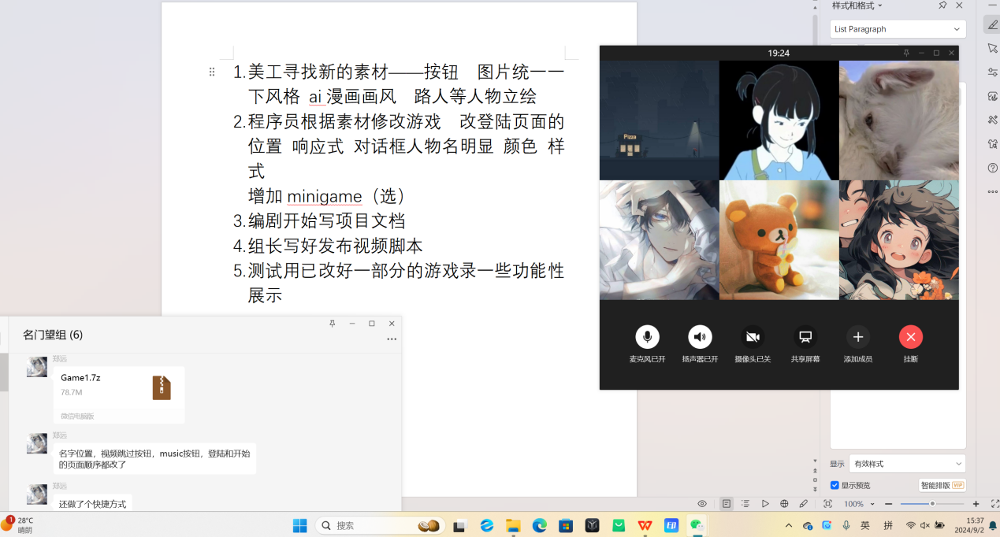 样式和格式
List Paragraph
1.美工寻找新的素材——按钮 图片统一一
下风格 ai漫画画风 路人等人物立绘
2.程序员根据素材修改游戏 改登陆页面的
位置 响应式 对话框人物名明显 颜色 样
式
增加minigame（选）
3.编剧开始写项目文档
4.组长写好发布视频脚本
5.测试用已改好一部分的游戏录一些功能性
展示
19:24
Pizza
麦克风已开 扬声器已开 摄像头已关 共享屏幕 添加成员 挂断
名门望组 (6)
郑远
Game1.7z
78.7M
微信电脑版
郑远
名字位置，视频跳过按钮，music按钮，登陆和开始
的页面顺序都改了
郑远
还做了个快捷方式
显示 有效样式
显示预览 智能排版 VIP
100%
1
28°C
晴朗
搜索
英 拼
15:37
2024/9/2